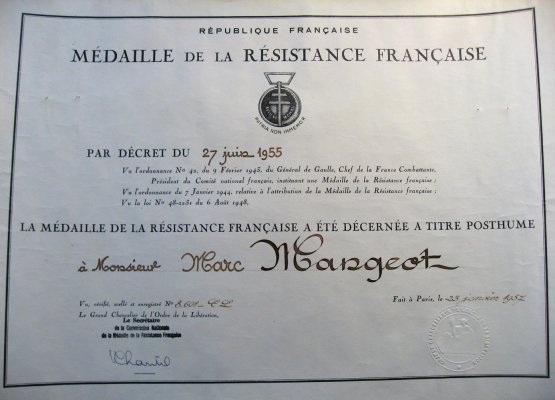 RÉPUBLIQUE FRANÇAISE
MÉDAILLE DE LA RÉSISTANCE FRANÇAISE
PATRIA NON IMMEMOR
PAR DÉCRET DU 27 juin 1955
Vu l'ordonnance N° 42, du 9 Février 1943, du Général de Gaulle, Chef de la France Combattante,
Président du Comité national français, instituant une Médaille de la Résistance française ;
Vu l'ordonnance du 7 Janvier 1944, relative à l'attribution de la Médaille de la Résistance française ;
Vu la loi N° 48-1251 du 6 Août 1948,
LA MÉDAILLE DE LA RÉSISTANCE FRANÇAISE A ÉTÉ DÉCERNÉE A TITRE POSTHUME
à Monsieur Marc Mangeot
Vu, vérifié, scellé et enregistré N° 8.601
Fait à Paris, le 25 janvier 1957
Le Grand Chancelier de l'Ordre de la Libération,
Le Secrétaire
de la Commission Nationale
de la Médaille de la Résistance Française